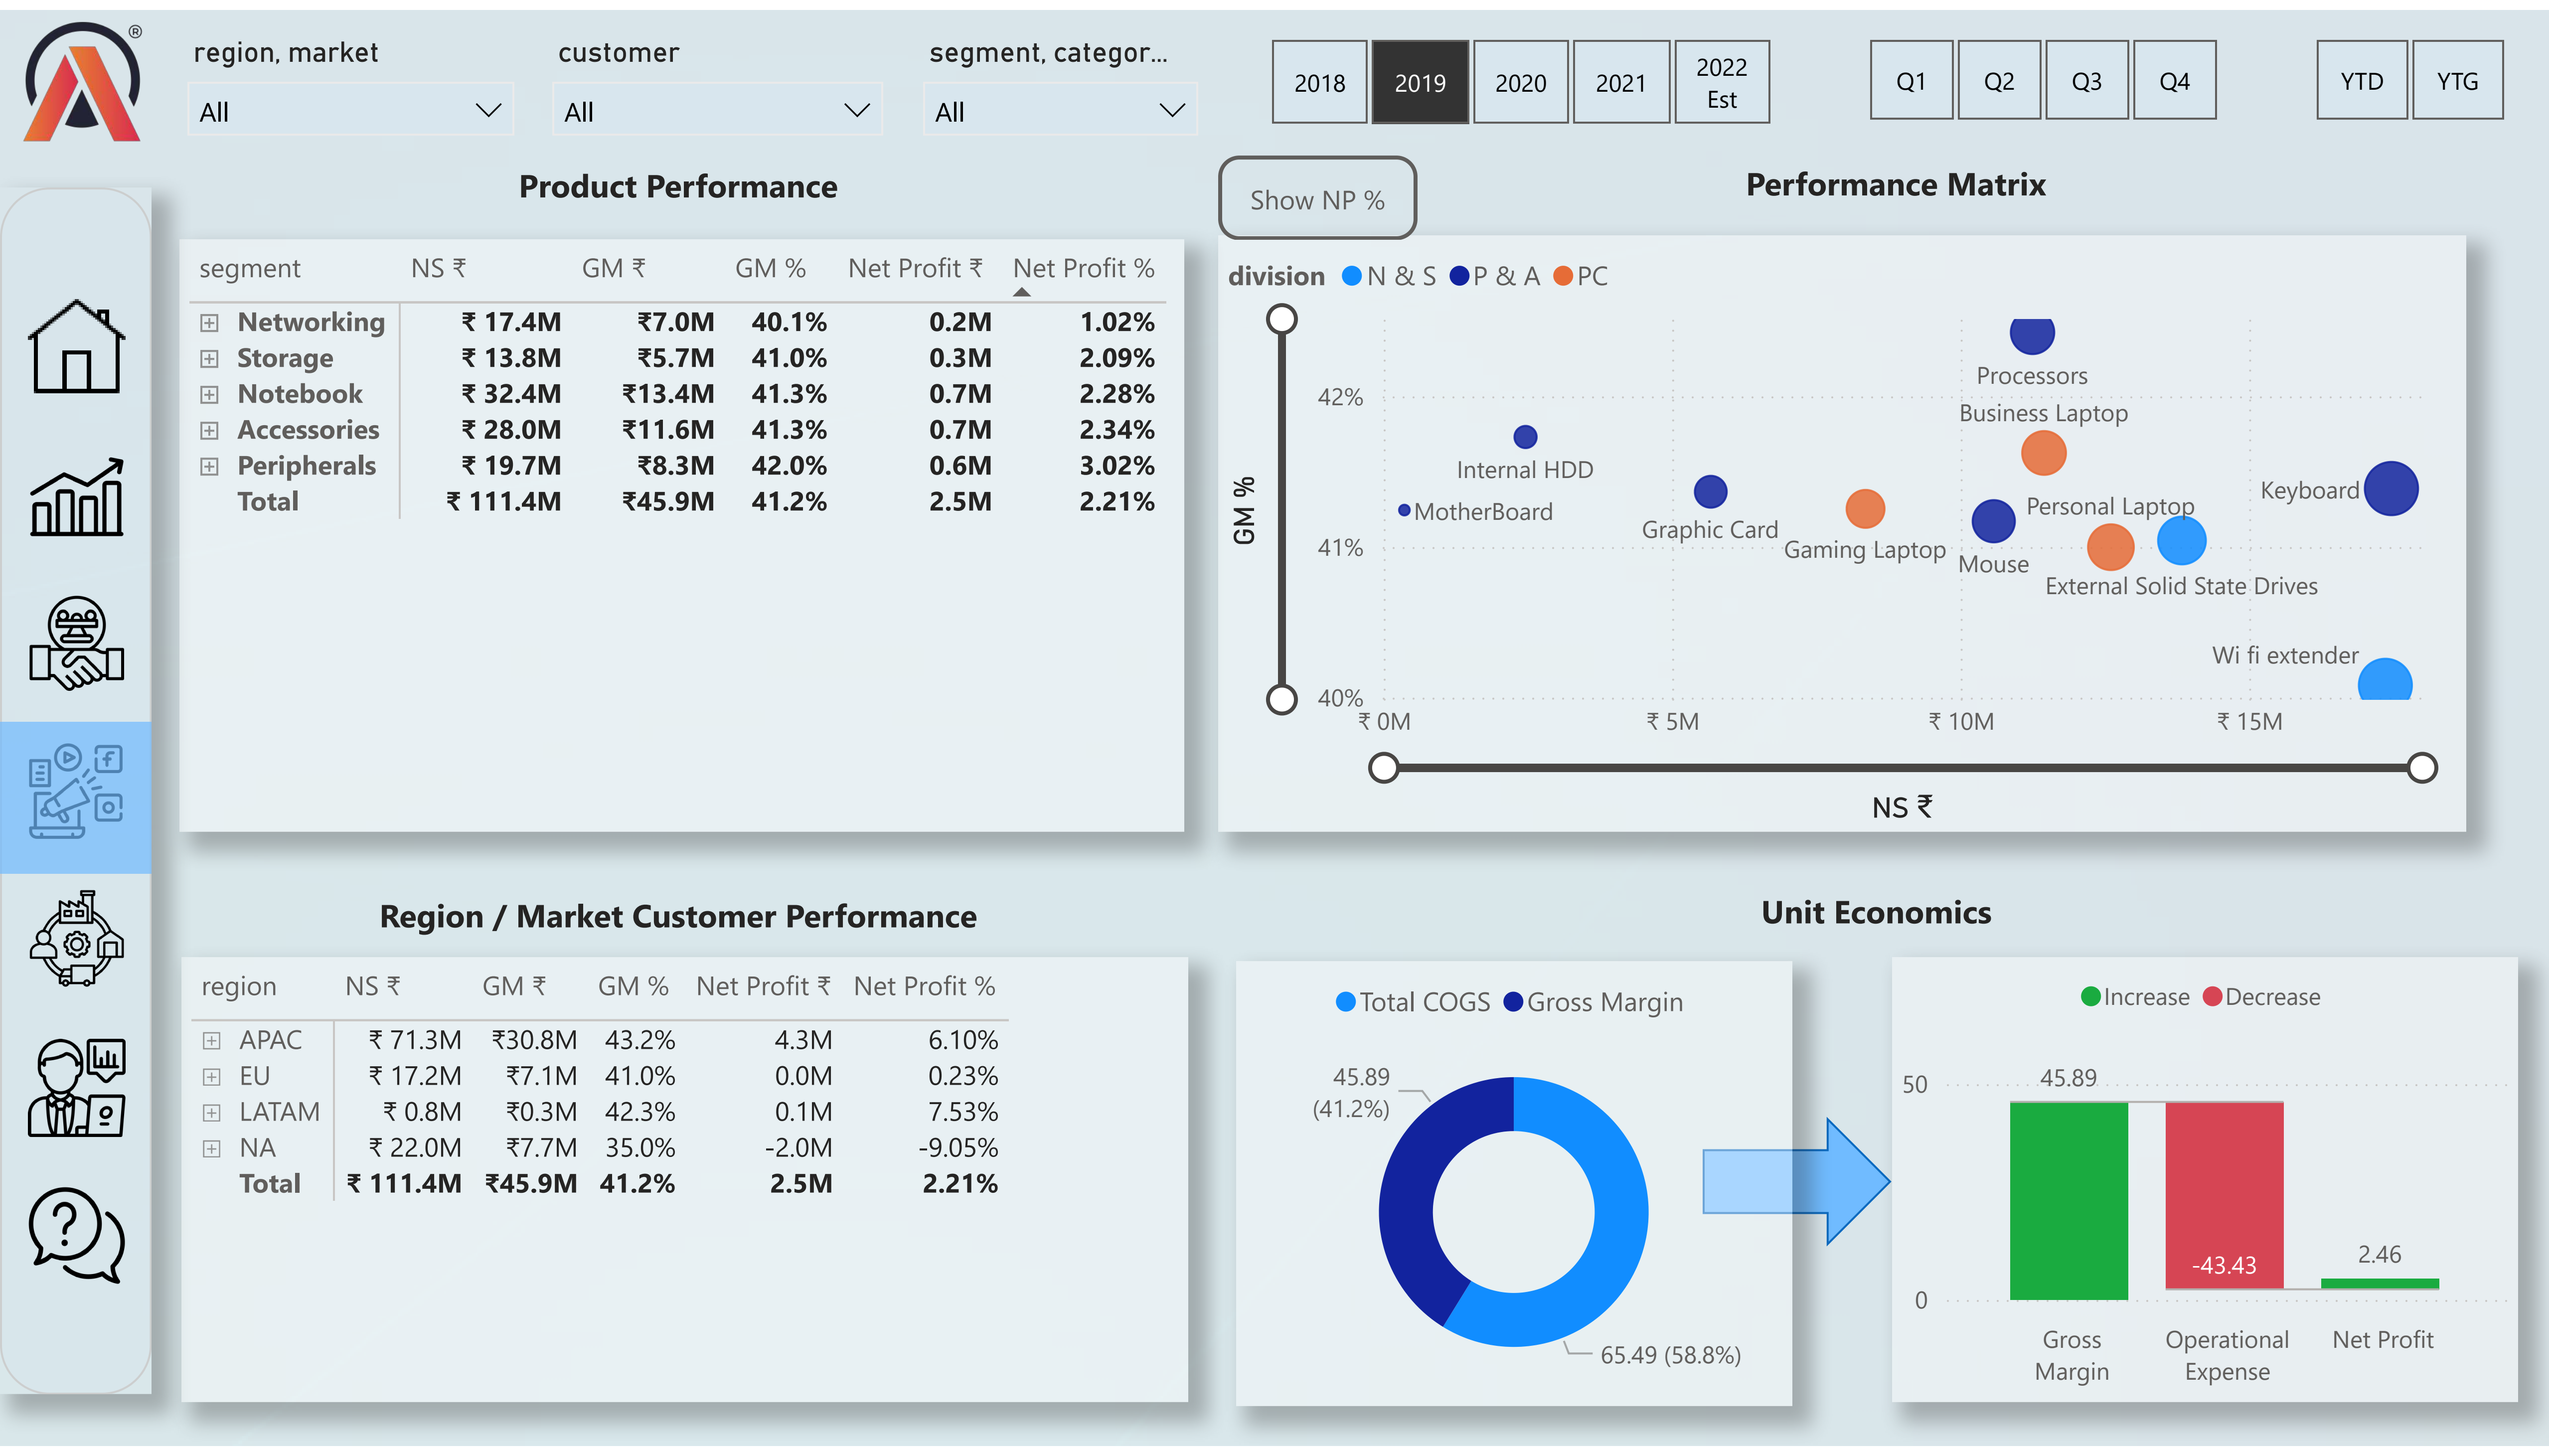 ®
region, market
customer
segment, categor...
All
All
All
2018
2019
2020
2021
2022
Est
Q1
Q2
Q3
Q4
YTD
YTG
Product Performance
segment NS ₹ GM ₹ GM % Net Profit ₹ Net Profit %
Networking ₹ 17.4M ₹7.0M 40.1% 0.2M 1.02%
Storage ₹ 13.8M ₹5.7M 41.0% 0.3M 2.09%
Notebook ₹ 32.4M ₹13.4M 41.3% 0.7M 2.28%
Accessories ₹ 28.0M ₹11.6M 41.3% 0.7M 2.34%
Peripherals ₹ 19.7M ₹8.3M 42.0% 0.6M 3.02%
Total ₹ 111.4M ₹45.9M 41.2% 2.5M 2.21%
Show NP %
Performance Matrix
division N & S P & A PC
GM %
42%
41%
40%
Processors
Business Laptop
Internal HDD
MotherBoard
Graphic Card
Gaming Laptop
Mouse
Personal Laptop
Keyboard
External Solid State Drives
Wi fi extender
₹ 0M
₹ 5M
₹ 10M
₹ 15M
NS ₹
Region / Market Customer Performance
region NS ₹ GM ₹ GM % Net Profit ₹ Net Profit %
APAC ₹ 71.3M ₹30.8M 43.2% 4.3M 6.10%
EU ₹ 17.2M ₹7.1M 41.0% 0.0M 0.23%
LATAM ₹ 0.8M ₹0.3M 42.3% 0.1M 7.53%
NA ₹ 22.0M ₹7.7M 35.0% -2.0M -9.05%
Total ₹ 111.4M ₹45.9M 41.2% 2.5M 2.21%
Unit Economics
Total COGS Gross Margin
45.89
(41.2%)
65.49 (58.8%)
Increase Decrease
50
0
45.89
-43.43
2.46
Gross
Margin
Operational
Expense
Net Profit